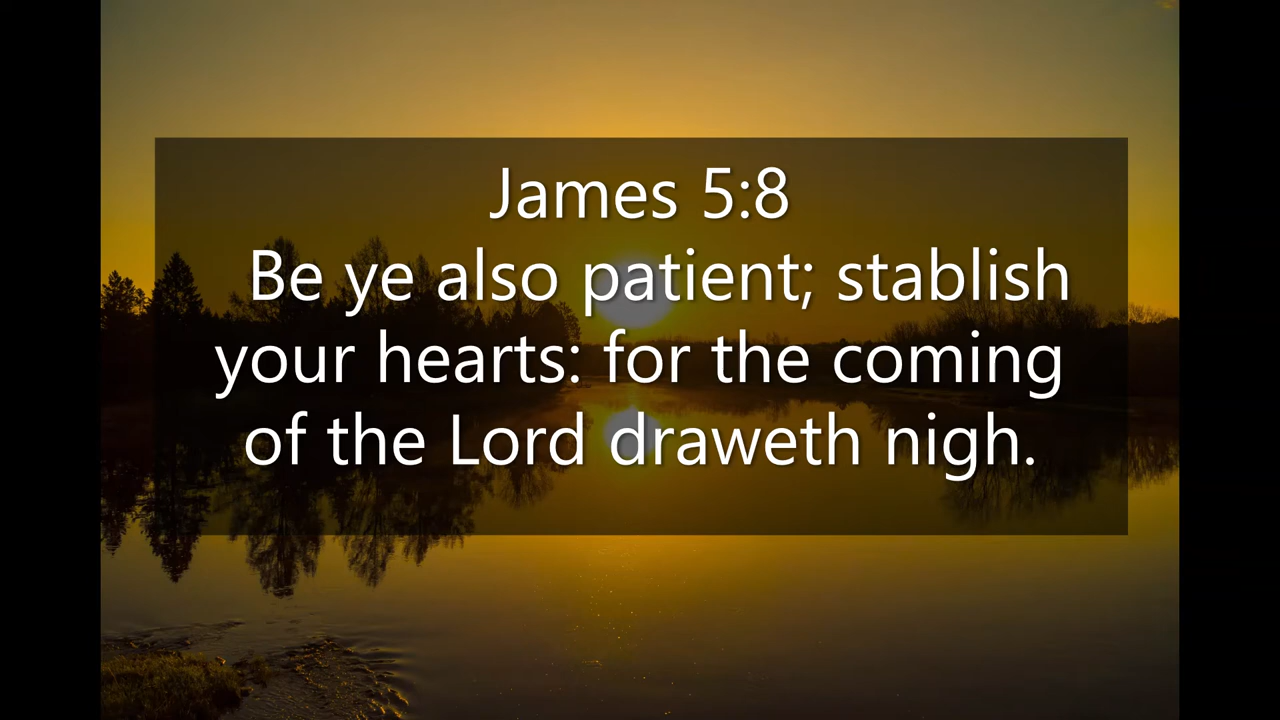 James 5:8
Be ye also patient; stablish
your hearts: for the coming
of the Lord draweth nigh.